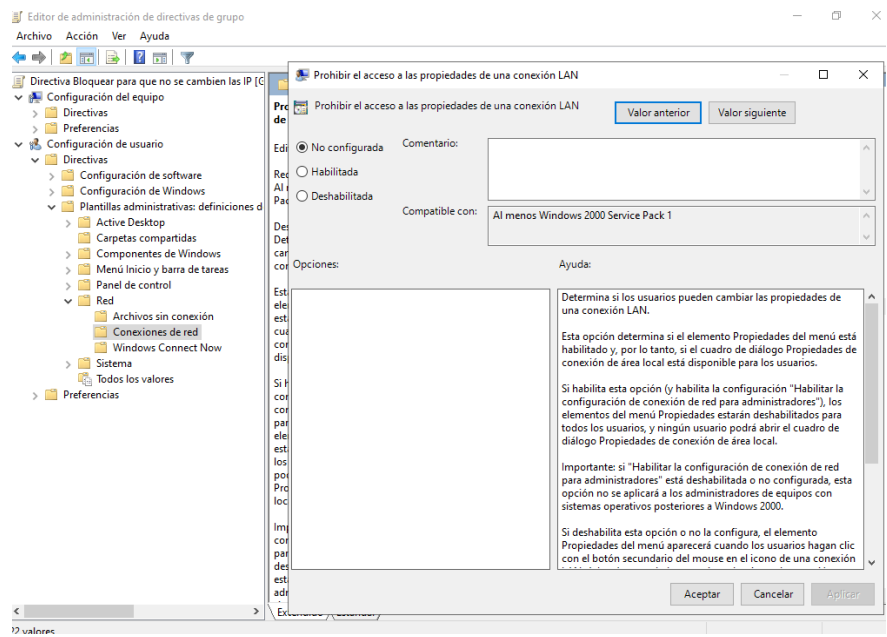 Editor de administración de directivas de grupo
Archivo Acción Ver Ayuda
Directiva Bloquear para que no se cambien las IP [G
Configuración del equipo
Directivas
Preferencias
Configuración de usuario
Directivas
Configuración de software
Configuración de Windows
Plantillas administrativas: definiciones d
Active Desktop
Carpetas compartidas
Componentes de Windows
Menú Inicio y barra de tareas
Panel de control
Red
Archivos sin conexión
Conexiones de red
Windows Connect Now
Sistema
Todos los valores
Preferencias
22 valores
Prohibir el acceso a las propiedades de una conexión LAN
Prohibir el acceso a las propiedades de una conexión LAN
Valor anterior Valor siguiente
No configurada
Habilitada
Deshabilitada
Comentario:
Compatible con:
Al menos Windows 2000 Service Pack 1
Opciones:
Ayuda:
Determina si los usuarios pueden cambiar las propiedades de
una conexión LAN.
Esta opción determina si el elemento Propiedades del menú está
habilitado y, por lo tanto, si el cuadro de diálogo Propiedades de
conexión de área local está disponible para los usuarios.
Si habilita esta opción (y habilita la configuración "Habilitar la
configuración de conexión de red para administradores"), los
elementos del menú Propiedades estarán deshabilitados para
todos los usuarios, y ningún usuario podrá abrir el cuadro de
diálogo Propiedades de conexión de área local.
Importante: si "Habilitar la configuración de conexión de red
para administradores" está deshabilitada o no configurada, esta
opción no se aplicará a los administradores de equipos con
sistemas operativos posteriores a Windows 2000.
Si deshabilita esta opción o no la configura, el elemento
Propiedades del menú aparecerá cuando los usuarios hagan clic
con el botón secundario del mouse en el icono de una conexión
Aceptar Cancelar Aplicar